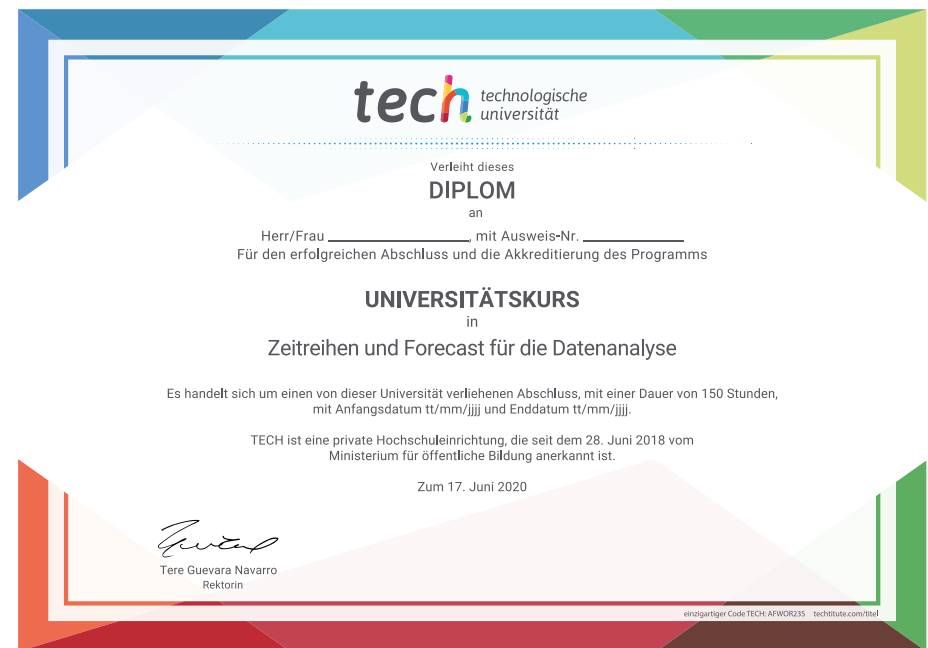 tech technologische
universität
Verleiht dieses
DIPLOM
an
Herr/Frau ____________________, mit Ausweis-Nr. ______________
Für den erfolgreichen Abschluss und die Akkreditierung des Programms
UNIVERSITÄTSKURS
in
Zeitreihen und Forecast für die Datenanalyse
Es handelt sich um einen von dieser Universität verliehenen Abschluss, mit einer Dauer von 150 Stunden,
mit Anfangsdatum tt/mm/jjjj und Enddatum tt/mm/jjjj.
TECH ist eine private Hochschuleinrichtung, die seit dem 28. Juni 2018 vom
Ministerium für öffentliche Bildung anerkannt ist.
Zum 17. Juni 2020
Tere Guevara Navarro
Rektorin
einzigartiger Code TECH: AFWOR23S techtitute.com/titel